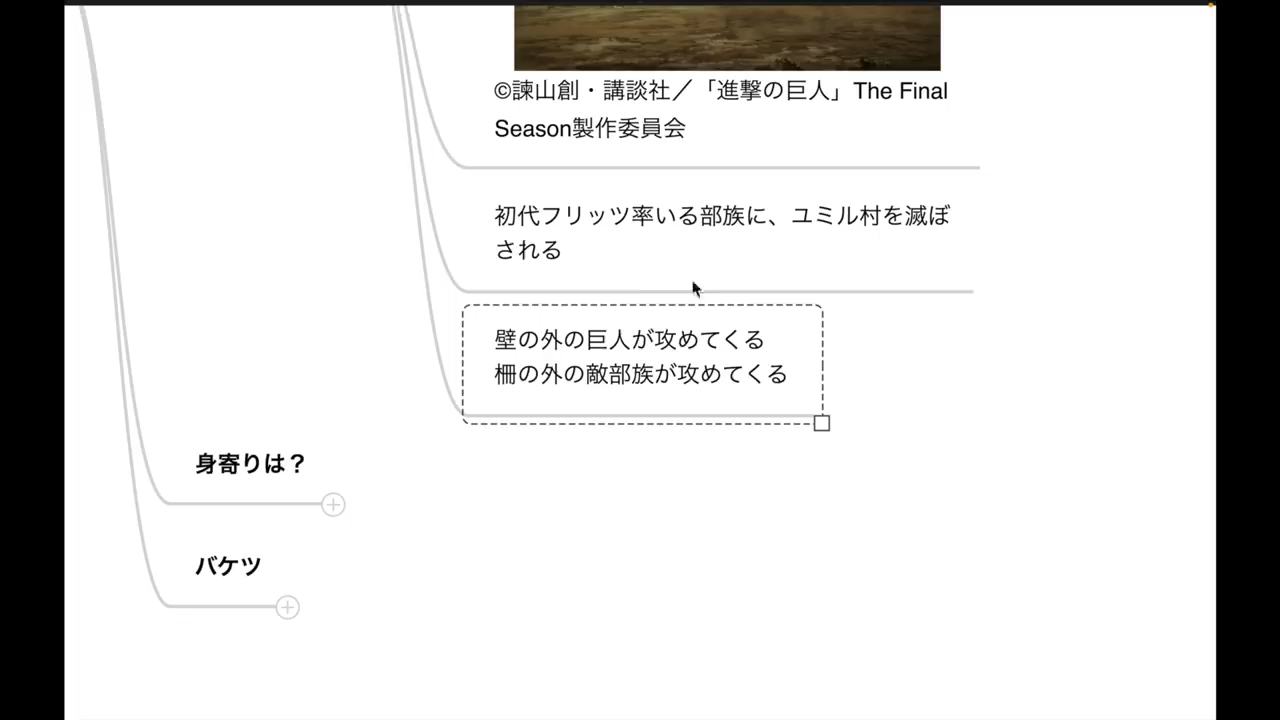 ©諫山創・講談社／「進撃の巨人」The Final
Season製作委員会
初代フリッツ率いる部族に、ユミル村を滅ぼ
される
壁の外の巨人が攻めてくる
柵の外の敵部族が攻めてくる
身寄りは？
バケツ